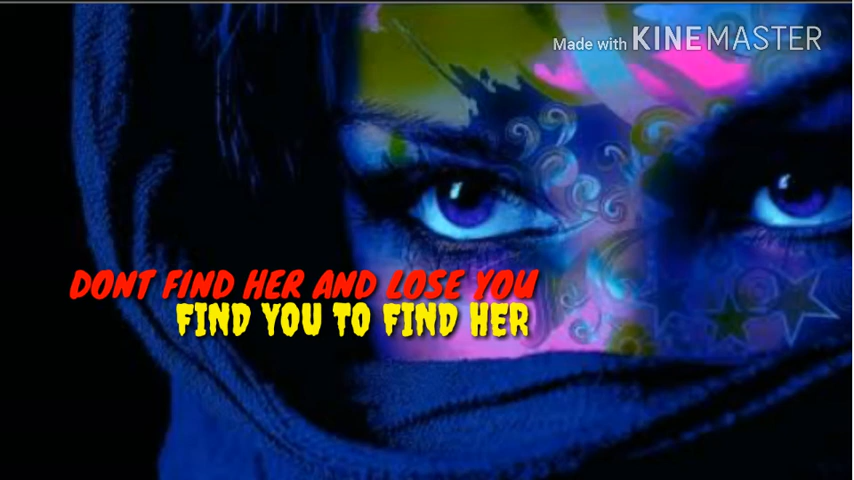 Made with KINEMASTER
DONT FIND HER AND LOSE YOU
FIND YOU TO FIND HER